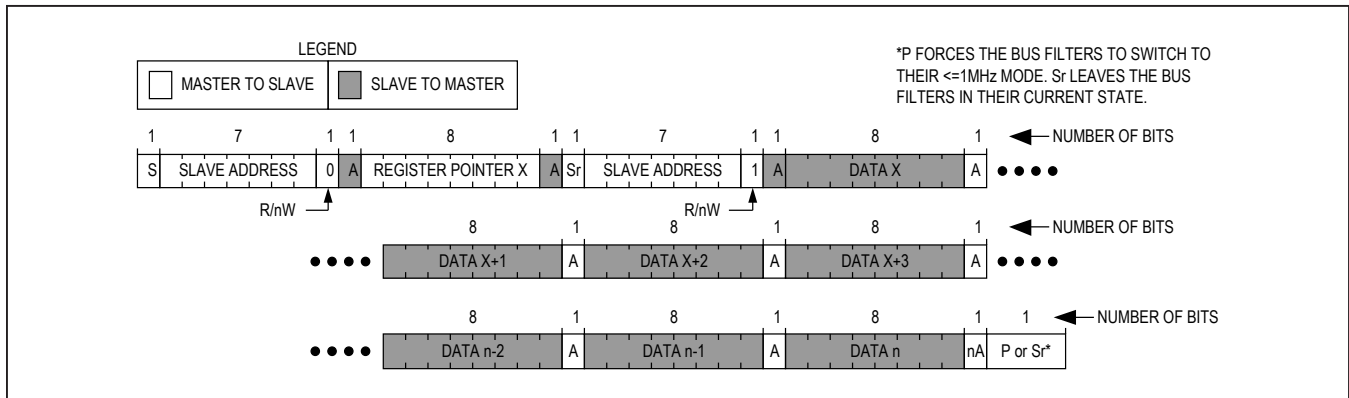 LEGEND
MASTER TO SLAVE SLAVE TO MASTER
*P FORCES THE BUS FILTERS TO SWITCH TO
THEIR <=1MHz MODE. Sr LEAVES THE BUS
FILTERS IN THEIR CURRENT STATE.
1 7 1 1 8 1 1 7 1 1 8 1 NUMBER OF BITS
S SLAVE ADDRESS 0 A REGISTER POINTER X A Sr SLAVE ADDRESS 1 A DATA X A
R/nW R/nW
8 1 8 1 8 1 NUMBER OF BITS
DATA X+1 A DATA X+2 A DATA X+3 A
8 1 8 1 8 1 1 NUMBER OF BITS
DATA n-2 A DATA n-1 A DATA n nA P or Sr*